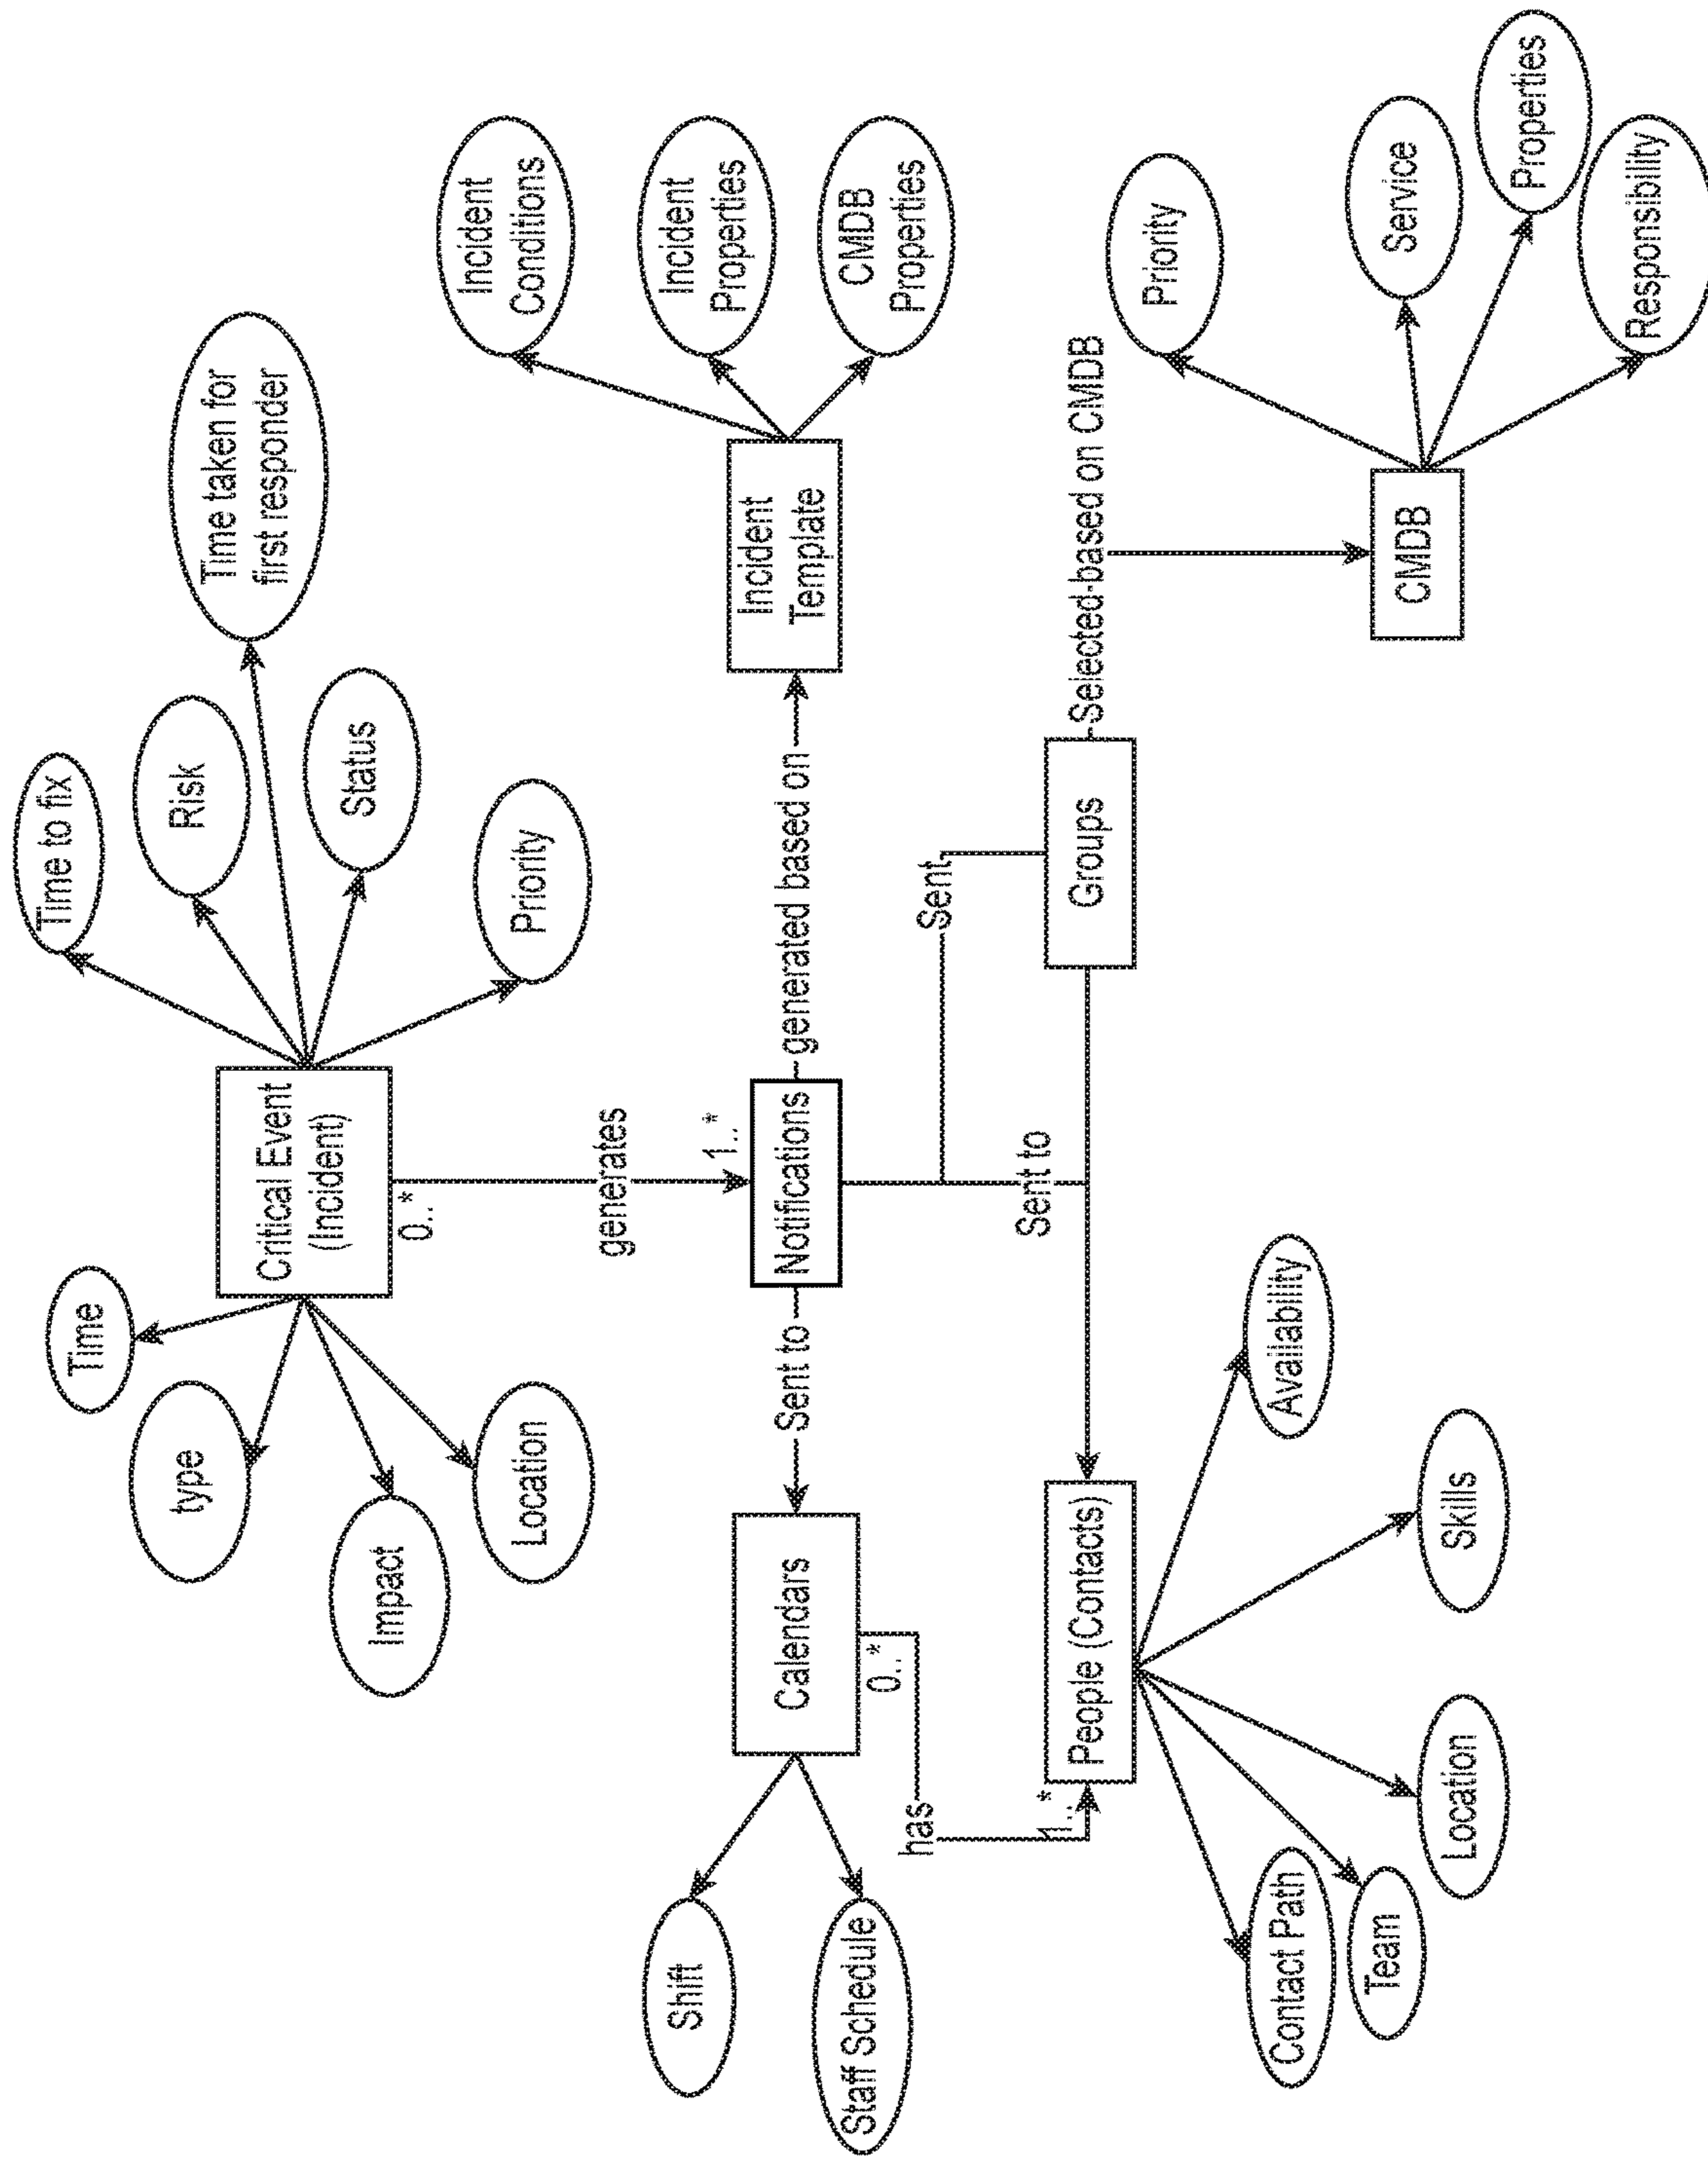 Time to fix
Risk
Time taken for
first responder
Status
Priority
Time
type
Impact
Location
Critical Event
(Incident)
0..*
generates
1..*
Notifications
generated based on
Incident
Template
Incident
Conditions
Incident
Properties
CMDB
Properties
Sent to
Calendars
Shift
Staff Schedule
0..*
has
1..*
Sent
Sent to
Groups
Selected-based on CMDB
CMDB
Priority
Service
Properties
Responsibility
People (Contacts)
Contact Path
Team
Location
Skills
Availability